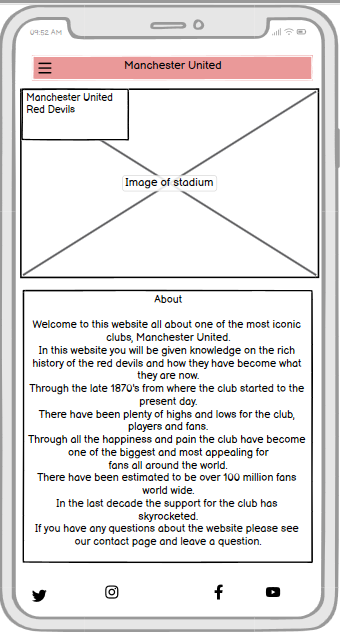 09:52 AM
Manchester United
Manchester United
Red Devils
Image of stadium
About
Welcome to this website all about one of the most iconic
clubs, Manchester United.
In this website you will be given knowledge on the rich
history of the red devils and how they have become what
they are now.
Through the late 1870's from where the club started to the
present day.
There have been plenty of highs and lows for the club,
players and fans.
Through all the happiness and pain the club have become
one of the biggest and most appealing for
fans all around the world.
There have been estimated to be over 100 million fans
world wide.
In the last decade the support for the club has
skyrocketed.
If you have any questions about the website please see
our contact page and leave a question.